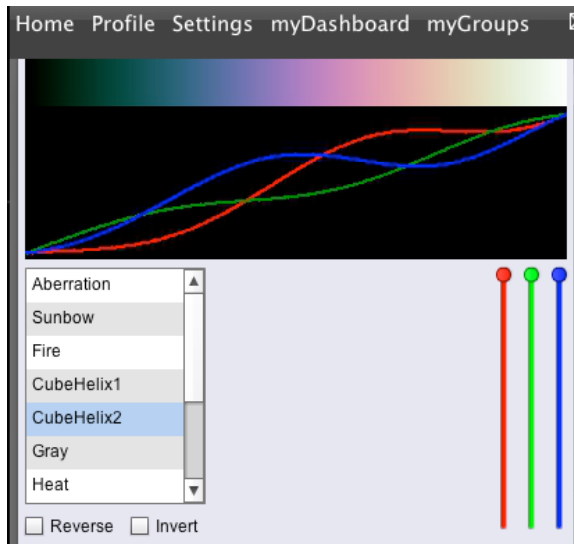 Home Profile Settings myDashboard myGroups
Aberration
Sunbow
Fire
CubeHelix1
CubeHelix2
Gray
Heat
Reverse Invert